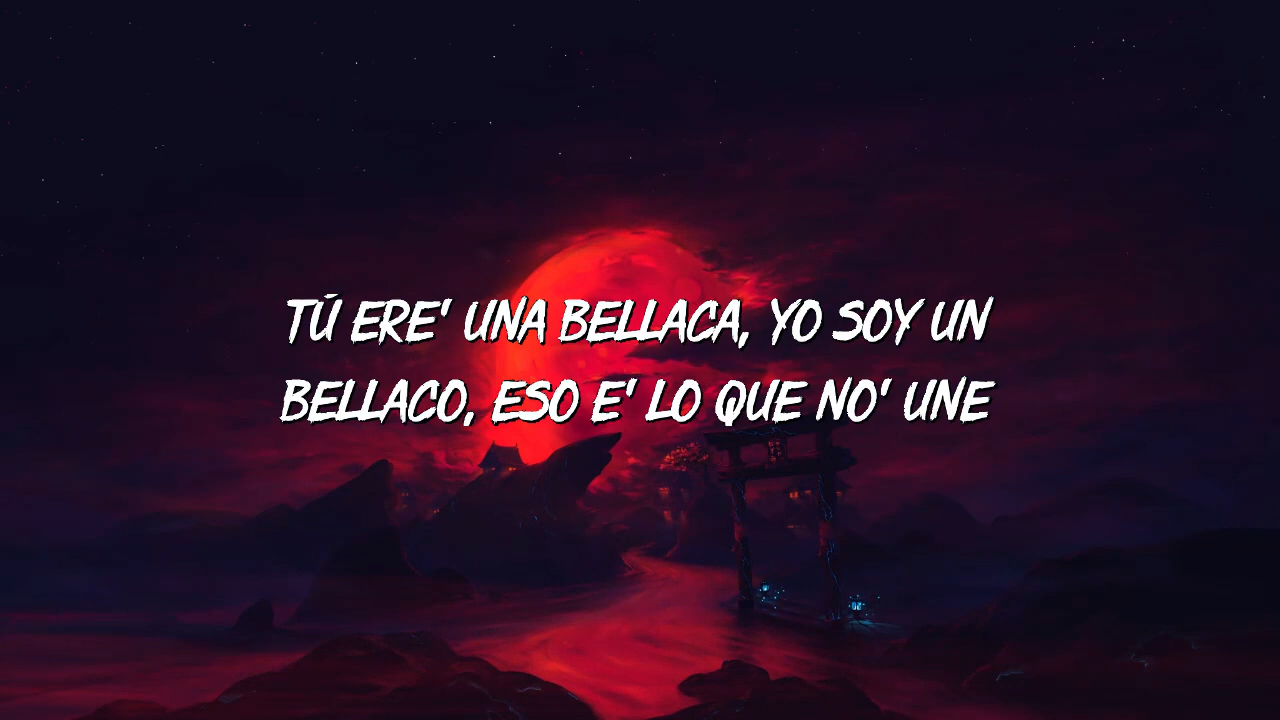 TÚ ERE' UNA BELLACA, YO SOY UN
BELLACO, ESO E' LO QUE NO' UNE